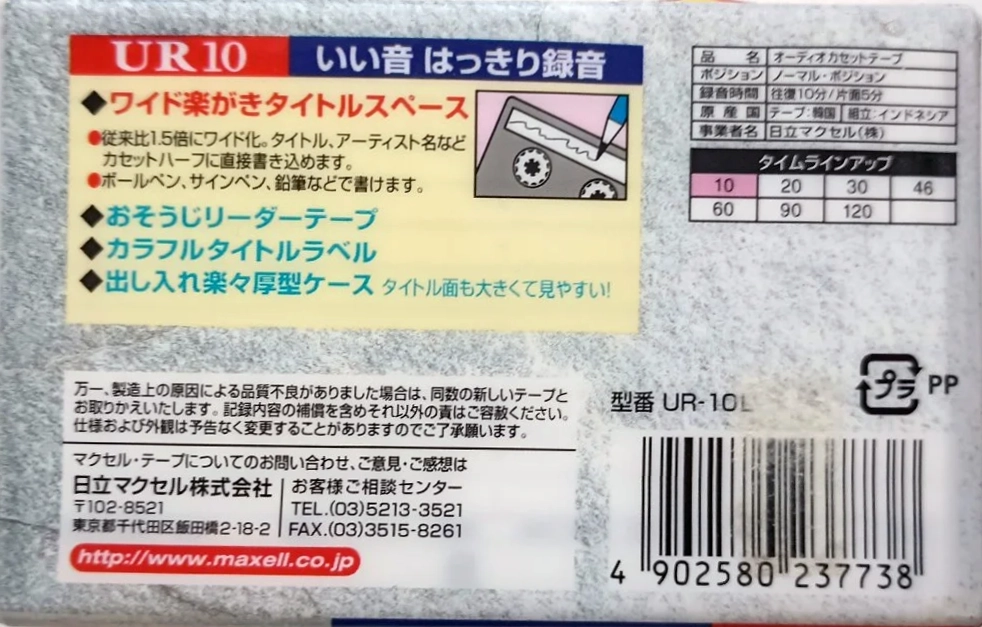 UR10 いい音 はっきり録音
◆ワイド楽がきタイトルスペース
●従来比1.5倍にワイド化。タイトル、アーティスト名など
カセットハーフに直接書き込めます。
●ボールペン、サインペン、鉛筆などで書けます。
◆おそうじリーダーテープ
◆カラフルタイトルラベル
◆出し入れ楽々厚型ケース タイトル面も大きくて見やすい!
品名 オーディオカセットテープ
ポジション ノーマル・ポジション
録音時間 往復10分/片面5分
原産国 テープ:韓国 組立:インドネシア
事業者名 日立マクセル(株)
タイムラインアップ
10 20 30 46
60 90 120
万一、製造上の原因による品質不良がありました場合は、同数の新しいテープと
お取りかえいたします。記録内容の補償を含めそれ以外の責はご容赦ください。
仕様および外観は予告なく変更することがありますのでご了承願います。
マクセル・テープについてのお問い合わせ、ご意見・ご感想は
日立マクセル株式会社
〒102-8521
東京都千代田区飯田橋2-18-2
お客様ご相談センター
TEL.(03)5213-3521
FAX.(03)3515-8261
http://www.maxell.co.jp
プラ PP
型番 UR-10L
4 902580 237738